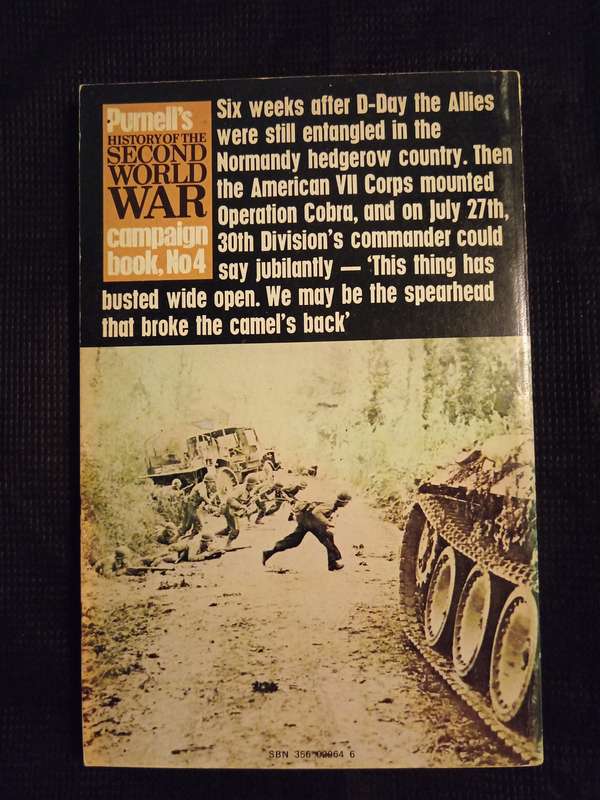 Purnell's
HISTORY OF THE
SECOND
WORLD
WAR
campaign
book, No4
Six weeks after D-Day the Allies
were still entangled in the
Normandy hedgerow country. Then
the American VII Corps mounted
Operation Cobra, and on July 27th,
30th Division's commander could
say jubilantly — 'This thing has
busted wide open. We may be the spearhead
that broke the camel's back'
SBN 356 02964 6